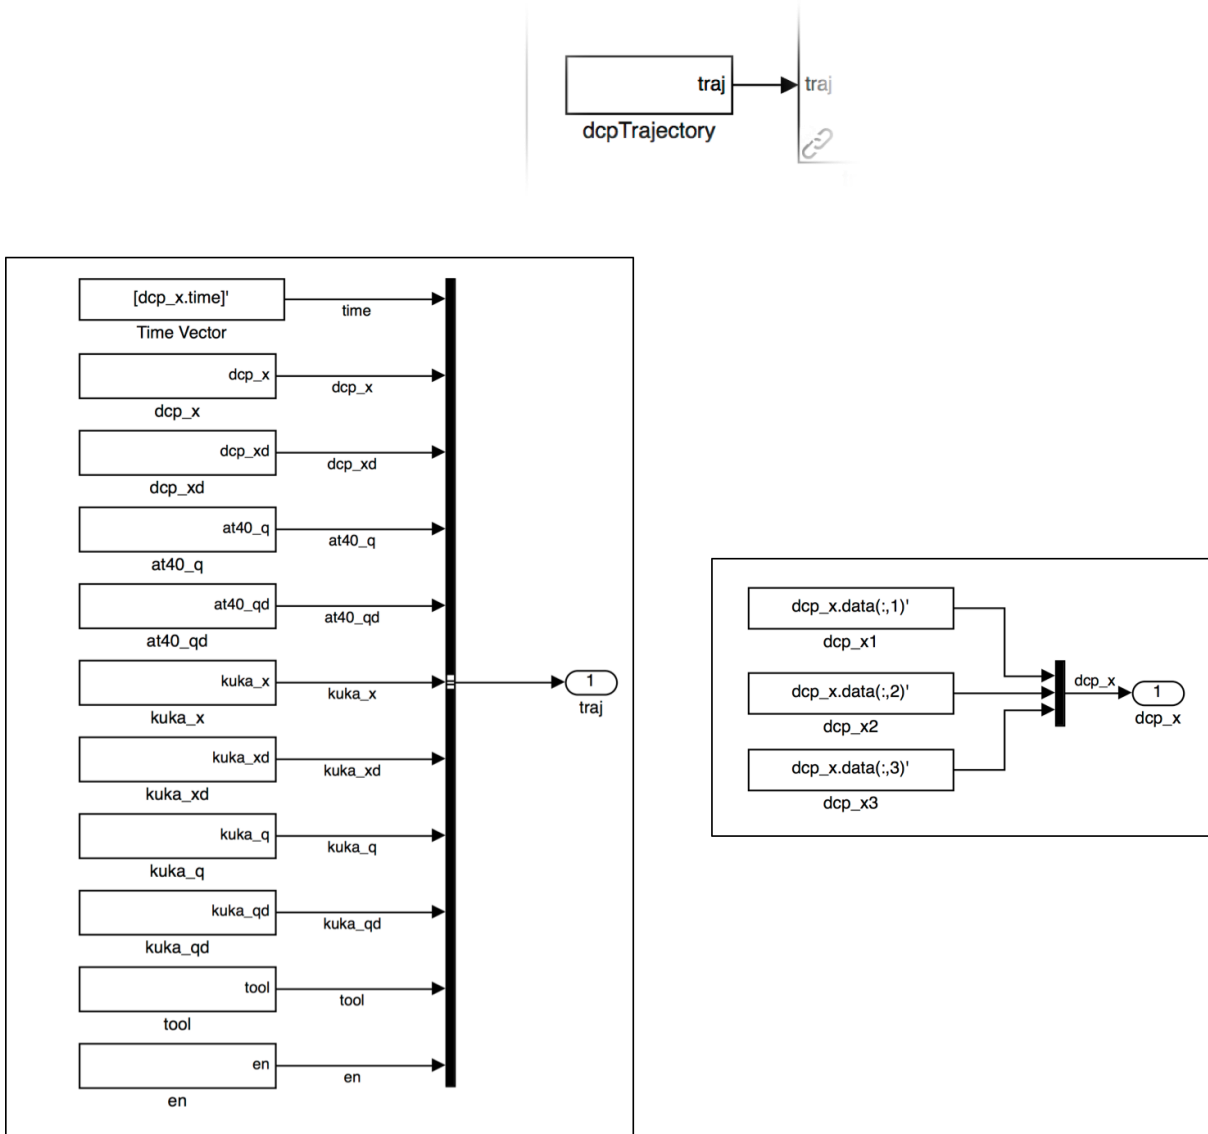 traj
traj
dcpTrajectory
[dcp_x.time]'
time
Time Vector
dcp_x
dcp_x
dcp_x
dcp_xd
dcp_xd
dcp_xd
at40_q
at40_q
at40_q
at40_qd
at40_qd
at40_qd
kuka_x
kuka_x
kuka_x
1
traj
kuka_xd
kuka_xd
kuka_xd
kuka_q
kuka_q
kuka_q
kuka_qd
kuka_qd
kuka_qd
tool
tool
tool
en
en
en
dcp_x.data(:,1)'
dcp_x1
dcp_x.data(:,2)'
dcp_x2
dcp_x.data(:,3)'
dcp_x3
dcp_x
1
dcp_x